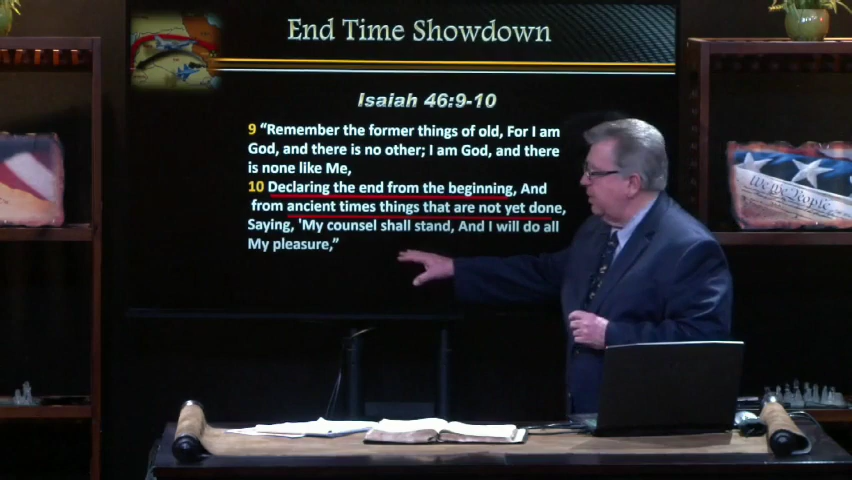 End Time Showdown
Isaiah 46:9-10
9 “Remember the former things of old, For I am
God, and there is no other; I am God, and there
is none like Me,
10 Declaring the end from the beginning, And
from ancient times things that are not yet done,
Saying, 'My counsel shall stand, And I will do all
My pleasure,”
We the People